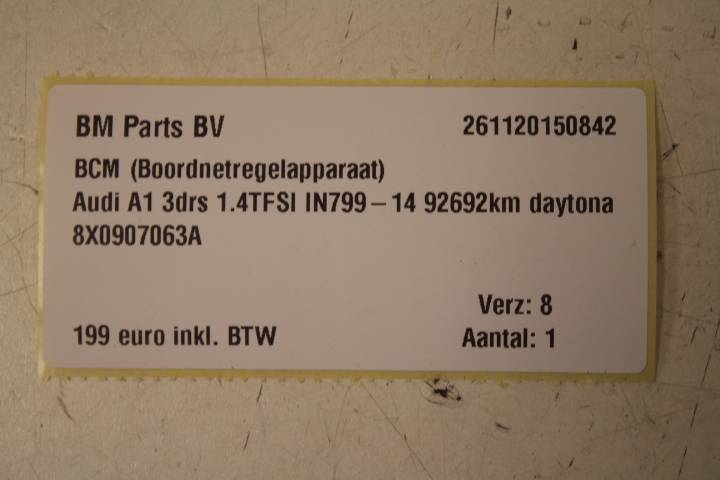 BM Parts BV 261120150842
BCM (Boordnetregelapparaat)
Audi A1 3drs 1.4TFSI IN799-14 92692km daytona
8X0907063A
Verz: 8
199 euro inkl. BTW Aantal: 1